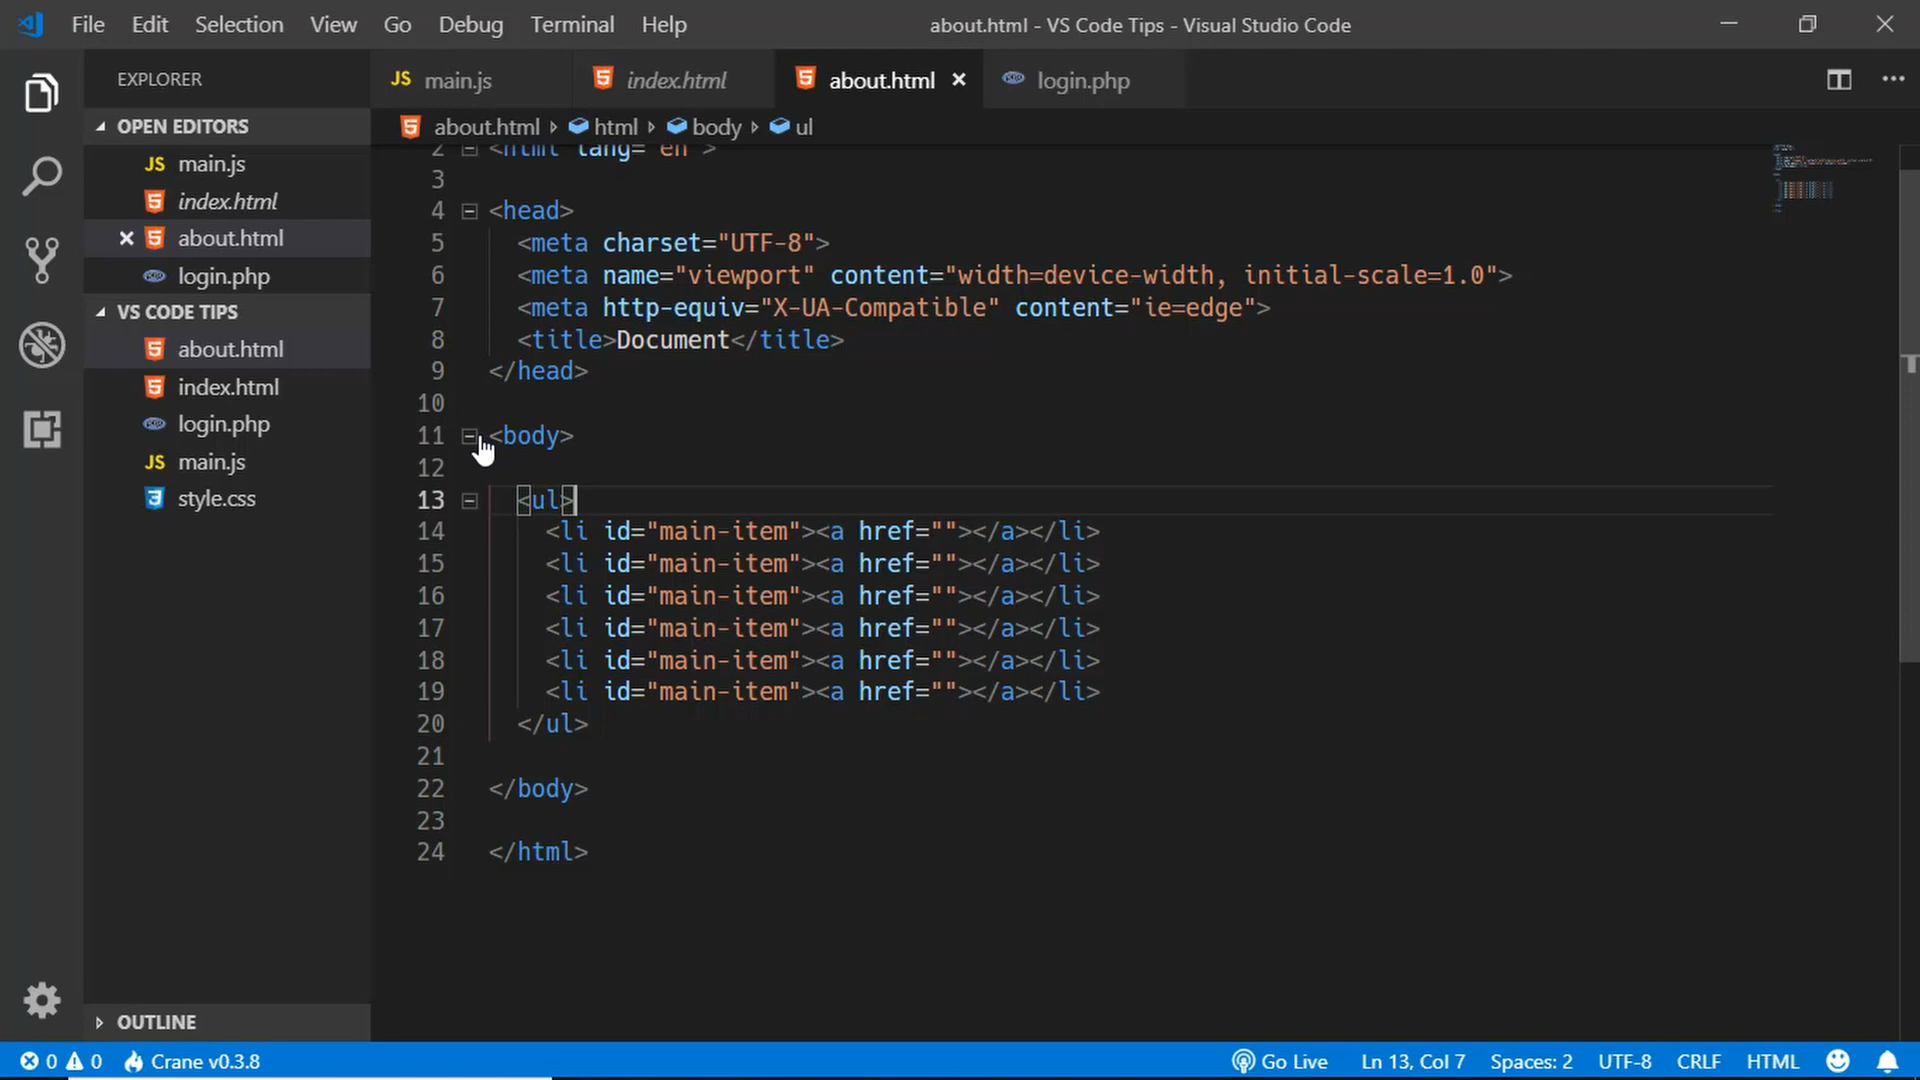 File Edit Selection View Go Debug Terminal Help about.html - VS Code Tips - Visual Studio Code
EXPLORER
JS main.js index.html about.html login.php
OPEN EDITORS
JS main.js
index.html
about.html
login.php
VS CODE TIPS
about.html
index.html
login.php
JS main.js
style.css
OUTLINE
about.html html body ul
2 <html lang="en">
3
4 <head>
5 <meta charset="UTF-8">
6 <meta name="viewport" content="width=device-width, initial-scale=1.0">
7 <meta http-equiv="X-UA-Compatible" content="ie=edge">
8 <title>Document</title>
9 </head>
10
11 <body>
12
13 <ul>
14 <li id="main-item"><a href=""></a></li>
15 <li id="main-item"><a href=""></a></li>
16 <li id="main-item"><a href=""></a></li>
17 <li id="main-item"><a href=""></a></li>
18 <li id="main-item"><a href=""></a></li>
19 <li id="main-item"><a href=""></a></li>
20 </ul>
21
22 </body>
23
24 </html>
0 0 Crane v0.3.8 Go Live Ln 13, Col 7 Spaces: 2 UTF-8 CRLF HTML